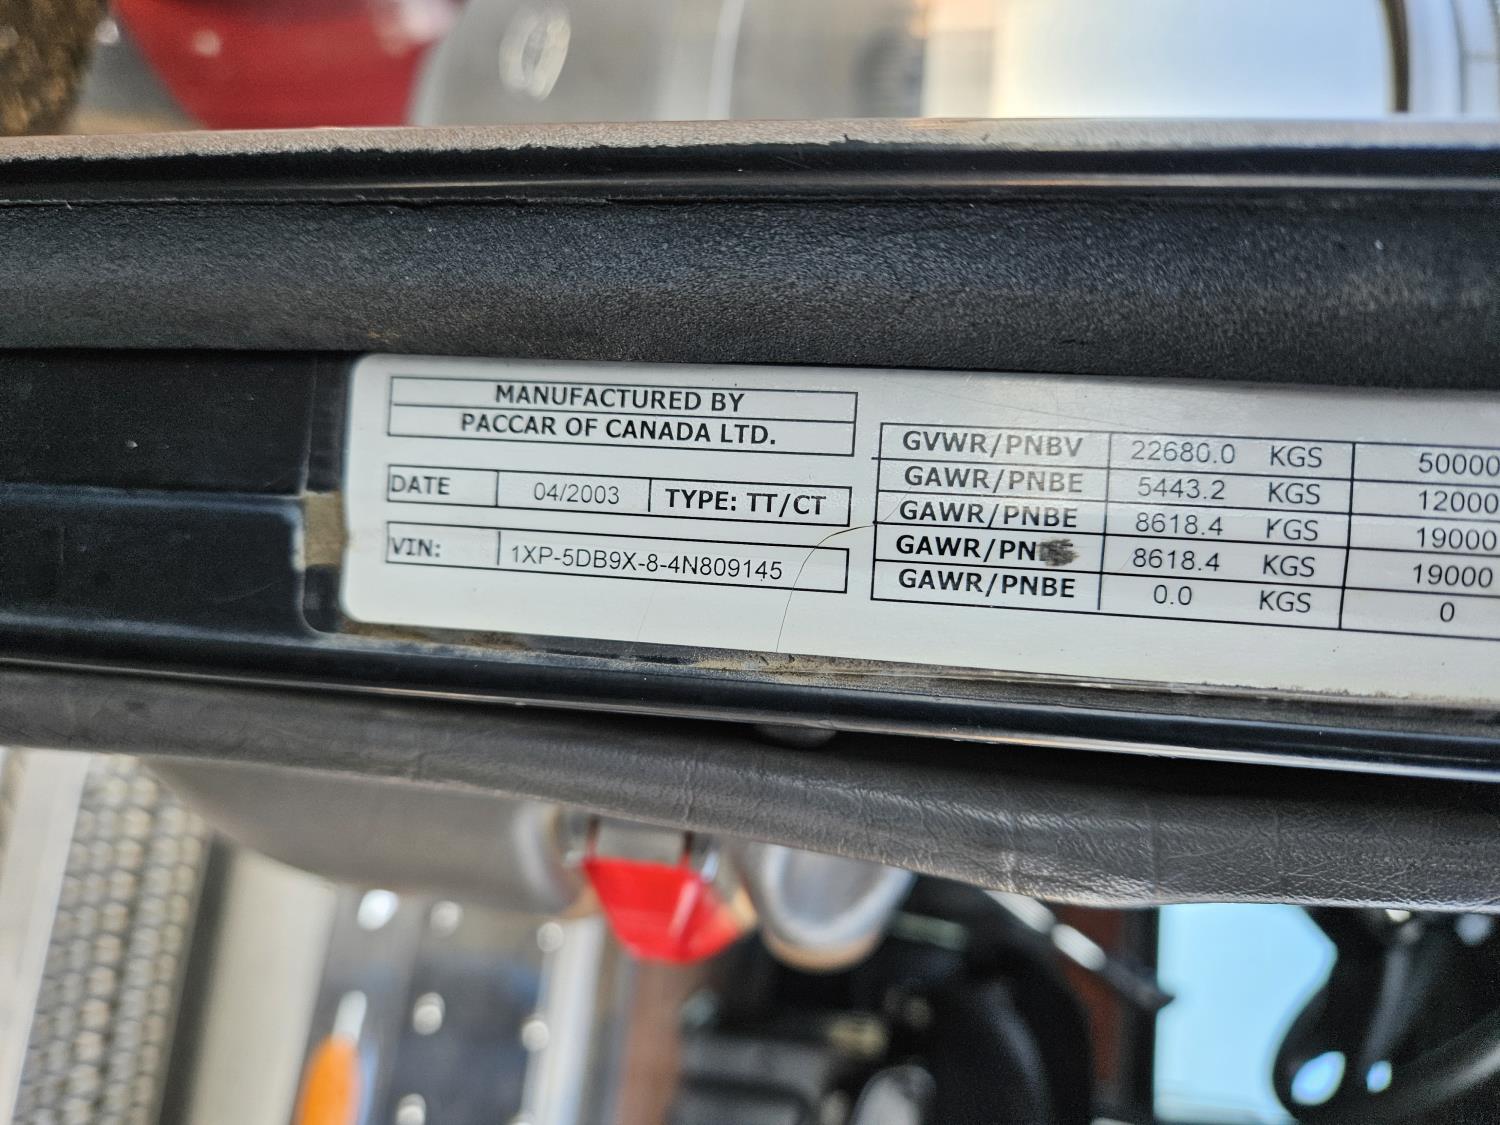 MANUFACTURED BY
PACCAR OF CANADA LTD.
DATE 04/2003 TYPE: TT/CT
VIN: 1XP-5DB9X-8-4N809145
GVWR/PNBV 22680.0 KGS 50000
GAWR/PNBE 5443.2 KGS 12000
GAWR/PNBE 8618.4 KGS 19000
GAWR/PN 8618.4 KGS 19000
GAWR/PNBE 0.0 KGS 0